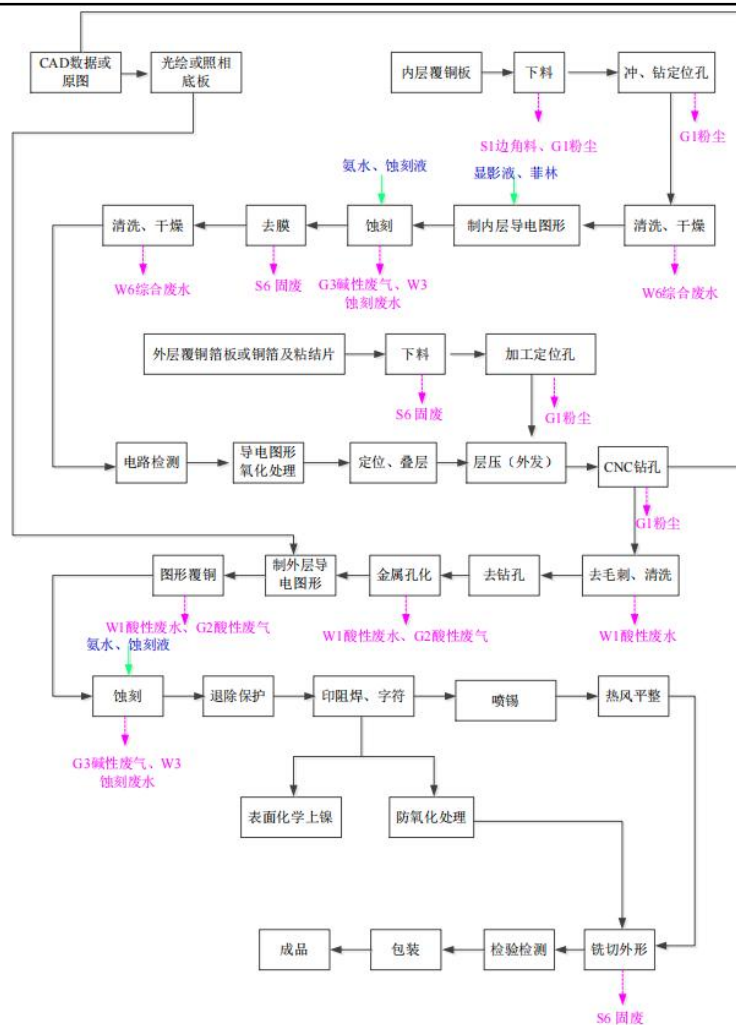 CAD数据或
原图
光绘或照相
底板
内层覆铜板
下料
冲、钻定位孔
S1边角料、G1粉尘
G1粉尘
氨水、蚀刻液
显影液、菲林
清洗、干燥
去膜
蚀刻
制内层导电图形
清洗、干燥
W6综合废水
S6 固废
G3碱性废气、W3
蚀刻废水
W6综合废水
外层覆铜箔板或铜箔及粘结片
下料
加工定位孔
S6 固废
G1粉尘
电路检测
导电图形
氧化处理
定位、叠层
层压（外发）
CNC钻孔
G1粉尘
图形覆铜
制外层导
电图形
金属孔化
去钻孔
去毛刺、清洗
W1酸性废水、G2酸性废气
W1酸性废水、G2酸性废气
W1酸性废水
氨水、蚀刻液
蚀刻
退除保护
印阻焊、字符
喷锡
热风平整
G3碱性废气、W3
蚀刻废水
表面化学上镍
防氧化处理
成品
包装
检验检测
铣切外形
S6 固废